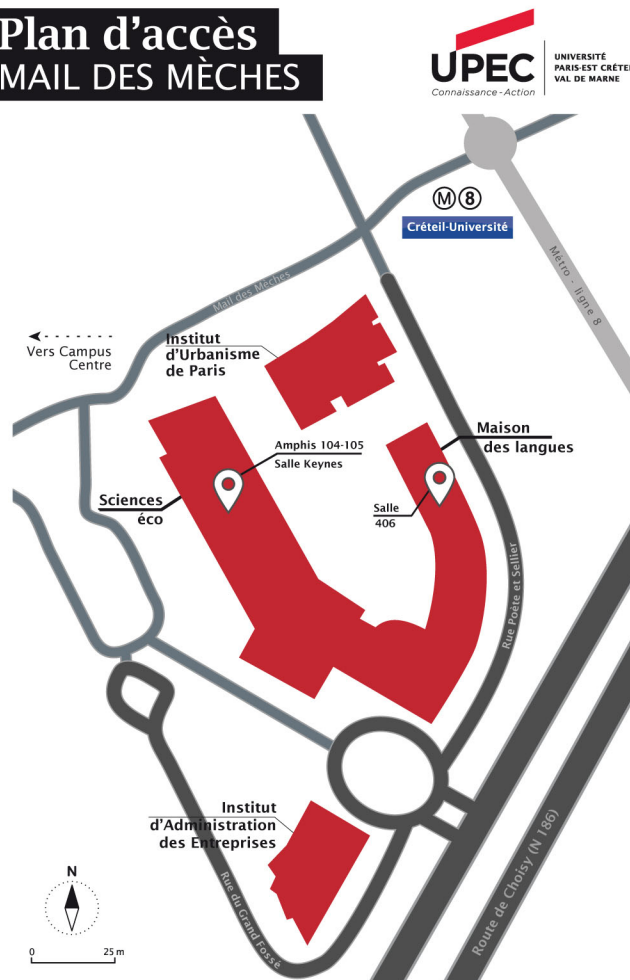 Plan d'accès
MAIL DES MÈCHES
UPEC
Connaissance - Action
UNIVERSITÉ
PARIS-EST CRÉTEIL
VAL DE MARNE
M 8
Créteil-Université
Métro - ligne 8
Mail des Mèches
Vers Campus
Centre
Institut
d'Urbanisme
de Paris
Maison
des langues
Amphis 104-105
Salle Keynes
Sciences
éco
Salle
406
Rue Poète et Sellier
Institut
d'Administration
des Entreprises
Rue du Grand Fossé
Route de Choisy (N 186)
N
0
25 m